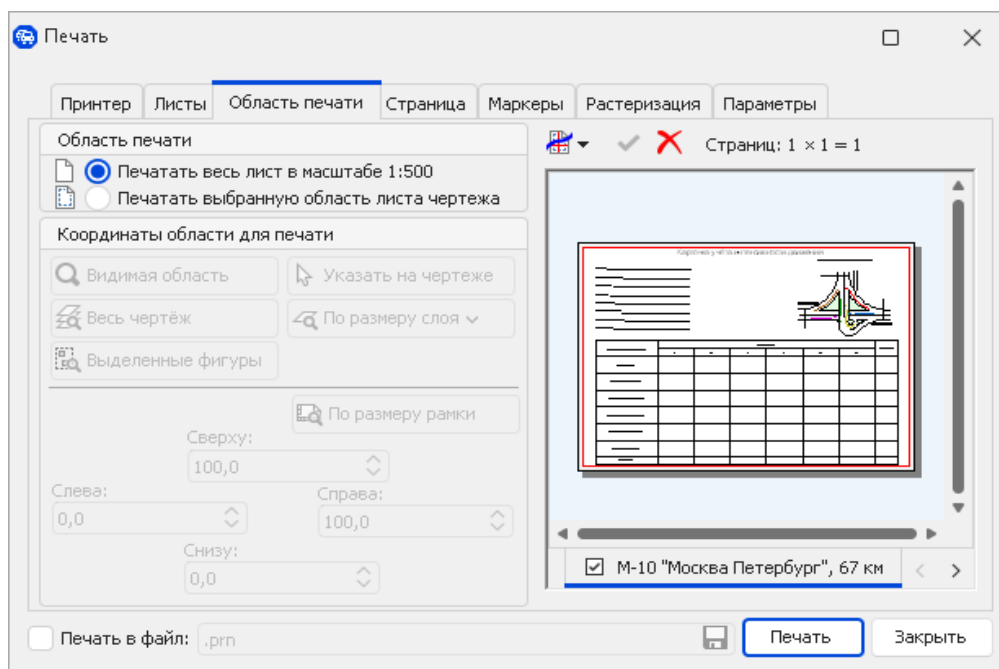 Печать
Принтер Листы Область печати Страница Маркеры Растеризация Параметры
Область печати
Печатать весь лист в масштабе 1:500
Печатать выбранную область листа чертежа
Координаты области для печати
Видимая область
Указать на чертеже
Весь чертёж
По размеру слоя
Выделенные фигуры
По размеру рамки
Сверху:
100,0
Слева:
0,0
Справа:
100,0
Снизу:
0,0
Страниц: 1 × 1 = 1
М-10 "Москва Петербург", 67 км
Печать в файл: .prn
Печать
Закрыть